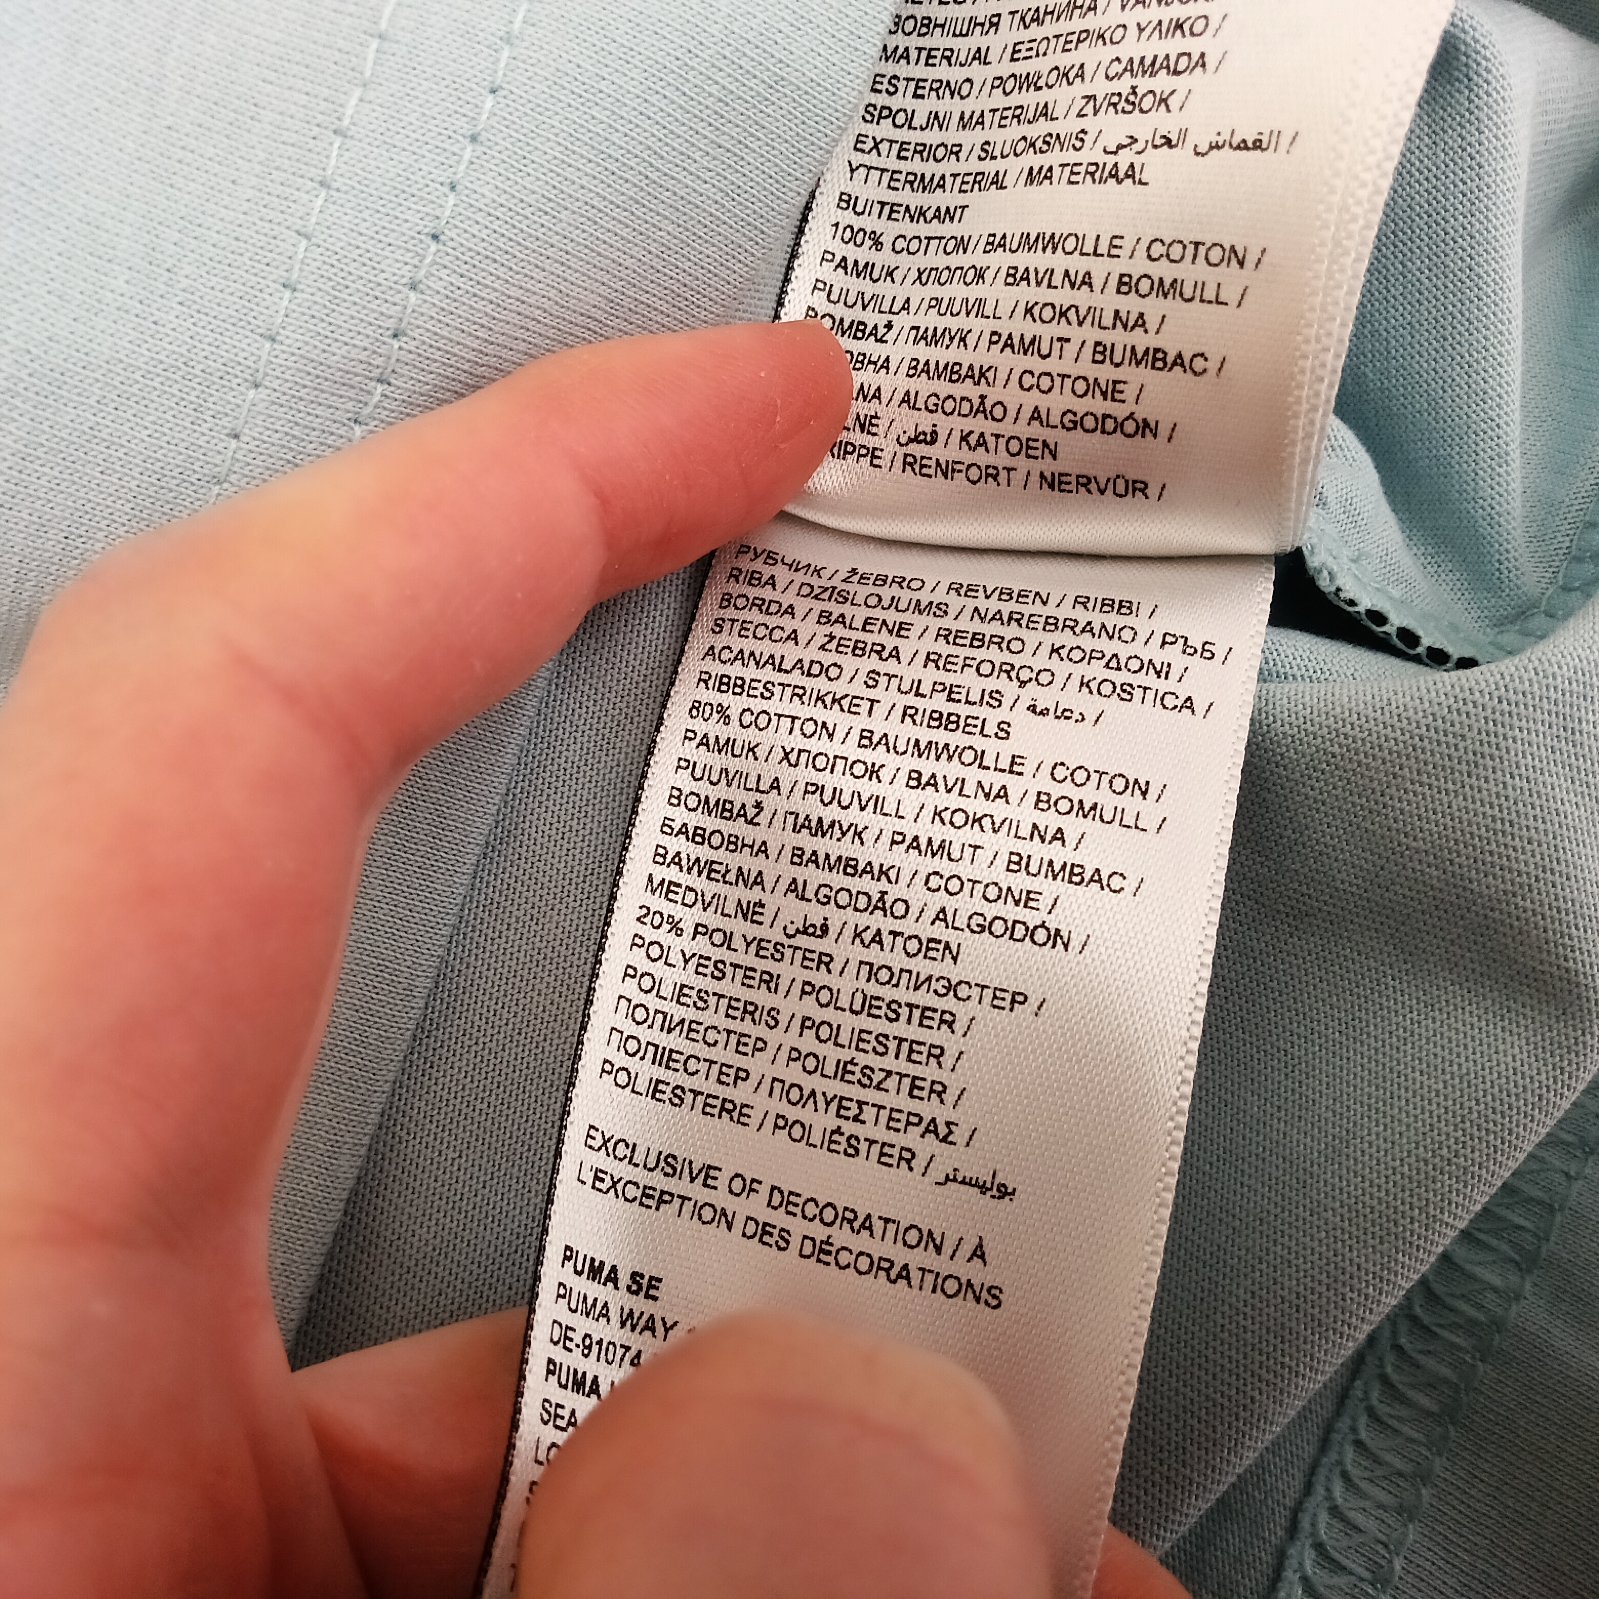 ЗОВНІШНЯ ТКАНИНА /
MATERIJAL / ΕΞΩΤΕΡΙΚΟ ΥΛΙΚΟ /
ESTERNO / POWŁOKA / CAMADA /
SPOLJNI MATERIJAL / ZVRŠOK /
EXTERIOR / SLUOKSNIS / القماش الخارجي /
YTTERMATERIAL / MATERIAAL
BUITENKANT
100% COTTON / BAUMWOLLE / COTON /
PAMUK / ХЛОПОК / BAVLNA / BOMULL /
PUUVILLA / PUUVILL / KOKVILNA /
BOMBAŽ / ПАМУК / PAMUT / BUMBAC /
/ BAMBAKI / COTONE /
/ ALGODÃO / ALGODÓN /
/ قطن / KATOEN
/ RENFORT / NERVÜR /
РУБЧИК / ŽEBRO / REVBEN / RIBBI /
RIBA / DZISLOJUMS / NAREBRANO / РЪБ /
BORDA / BALENE / REBRO / ΚΟΡΔΟΝΙ /
STECCA / ŽEBRA / REFORÇO / KOSTICA /
ACANALADO / STULPELIS / دعامة /
RIBBESTRIKKET / RIBBELS
80% COTTON / BAUMWOLLE / COTON /
PAMUK / ХЛОПОК / BAVLNA / BOMULL /
PUUVILLA / PUUVILL / KOKVILNA /
BOMBAŽ / ПАМУК / PAMUT / BUMBAC /
БАВОВНА / BAMBAKI / COTONE /
BAWEŁNA / ALGODÃO / ALGODÓN /
MEDVILNĖ / قطن / KATOEN
20% POLYESTER / ПОЛИЭСТЕР /
POLYESTERI / POLÜESTER /
POLIESTERIS / POLIESTER /
ПОЛИЕСТЕР / POLIÉSZTER /
ПОЛІЕСТЕР / ΠΟΛΥΕΣΤΕΡΑΣ /
POLIESTERE / POLIÉSTER / بوليستر
EXCLUSIVE OF DECORATION / À
L'EXCEPTION DES DÉCORATIONS
PUMA SE
PUMA WAY
DE-91074
PUMA